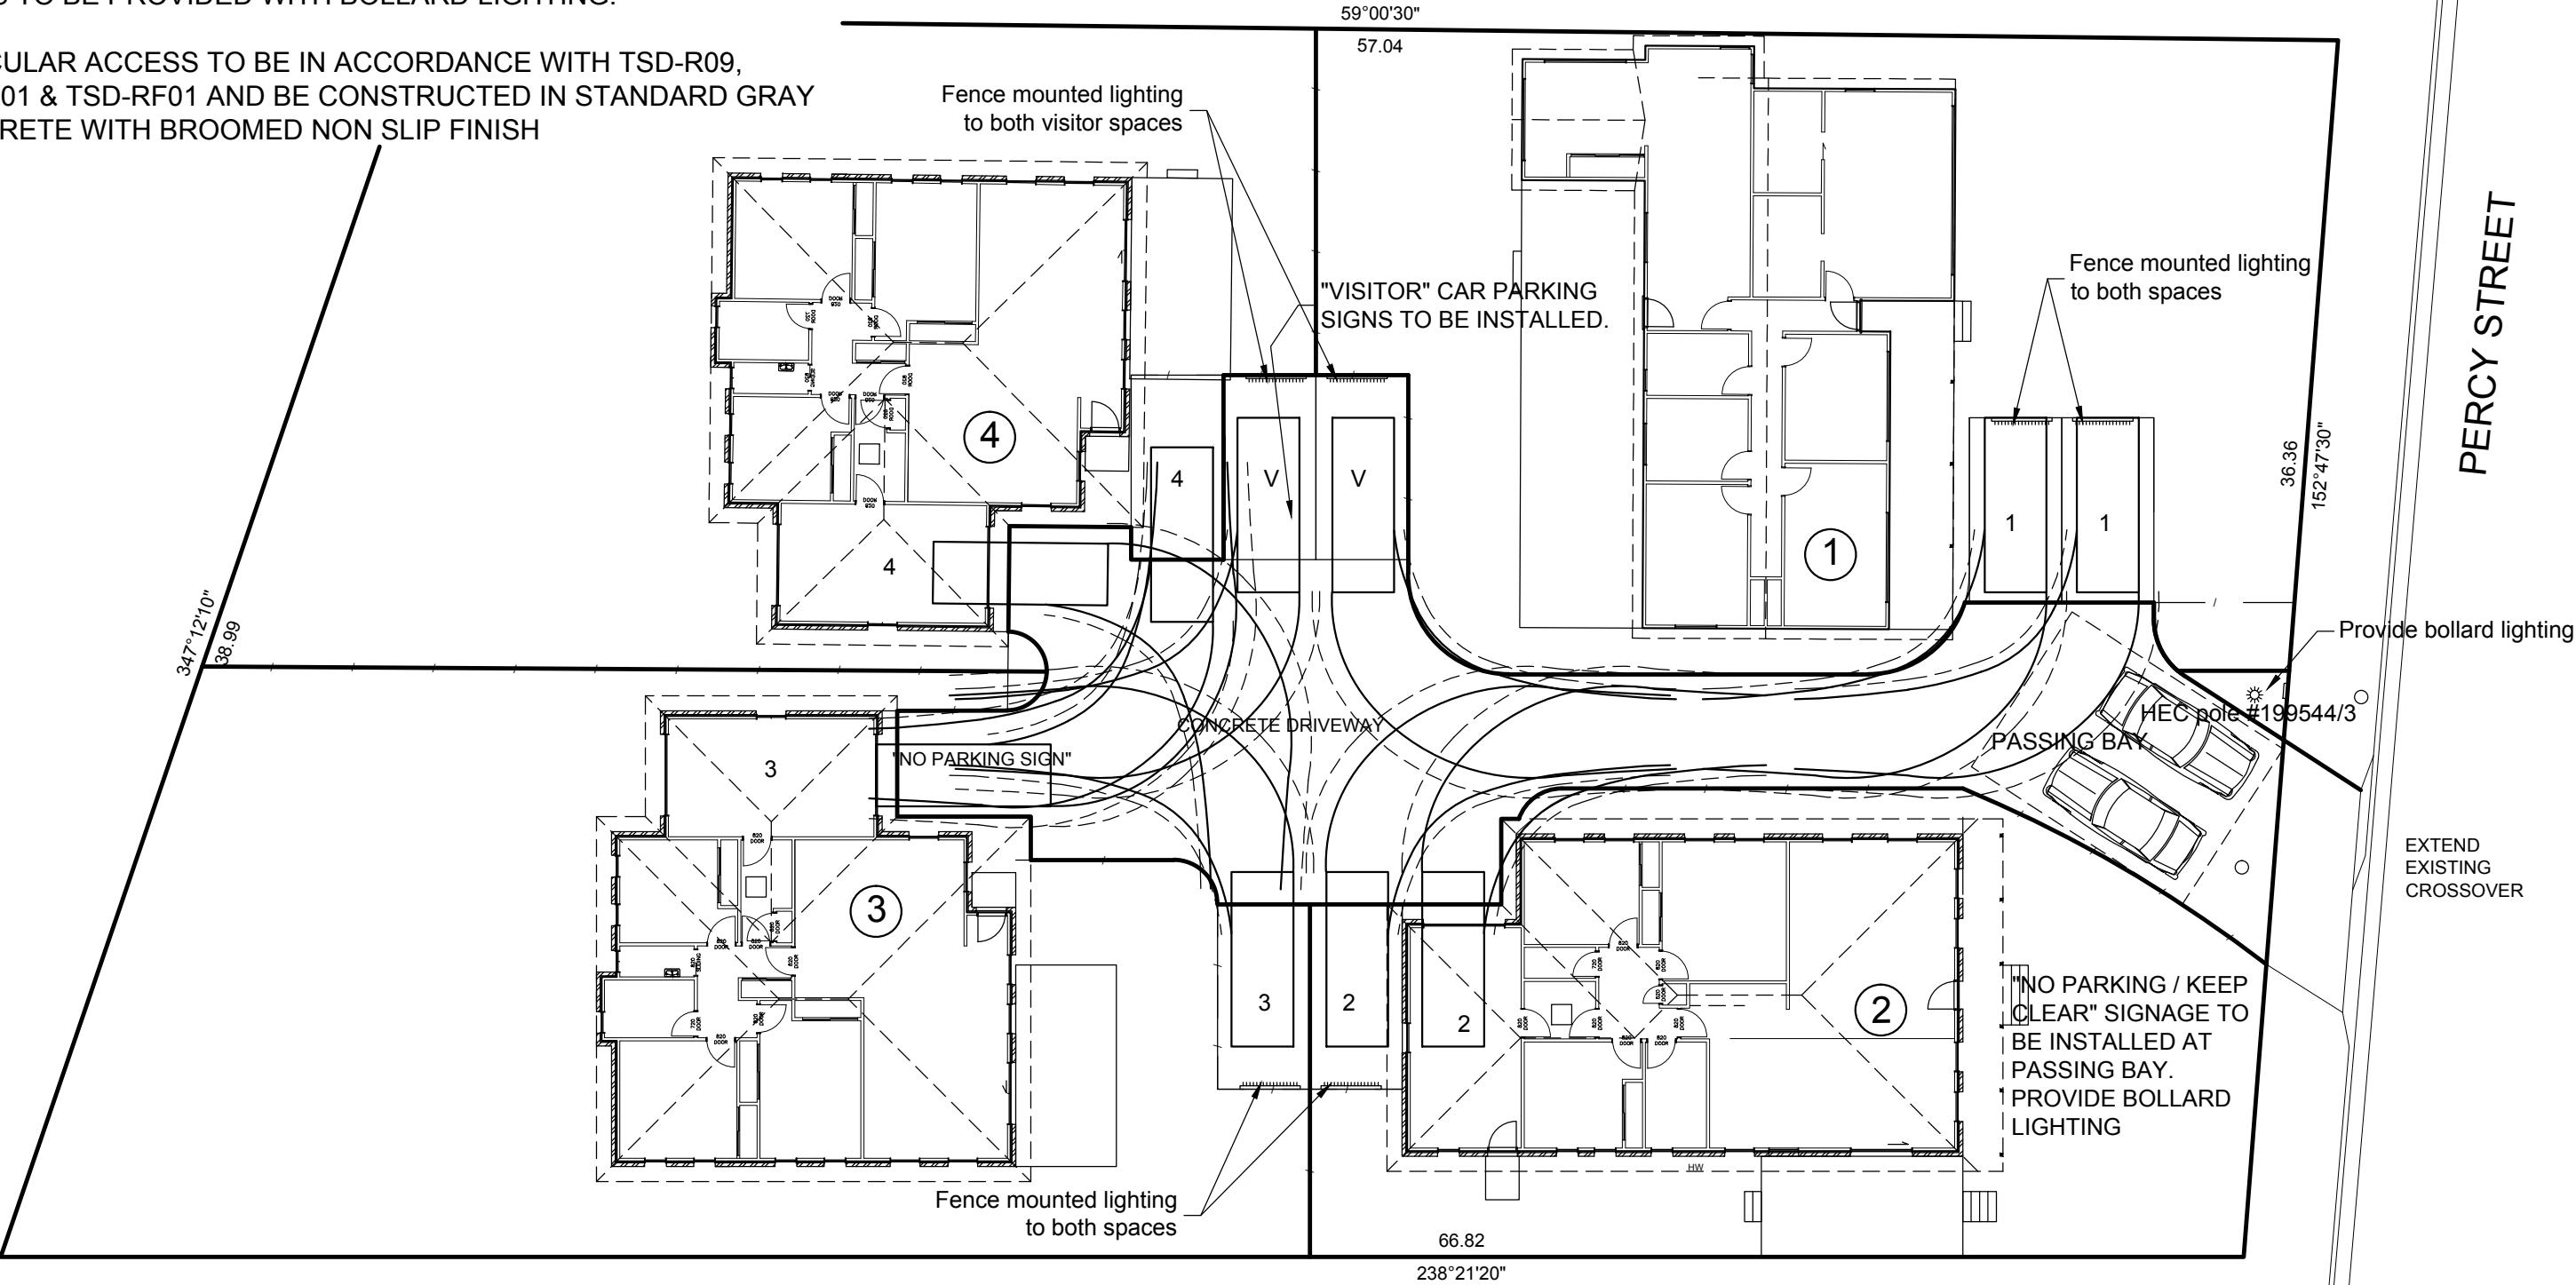 59°00'30"
57.04
CULAR ACCESS TO BE IN ACCORDANCE WITH TSD-R09,
01 & TSD-RF01 AND BE CONSTRUCTED IN STANDARD GRAY
RETE WITH BROOMED NON SLIP FINISH
Fence mounted lighting
to both visitor spaces
"VISITOR" CAR PARKING
SIGNS TO BE INSTALLED.
Fence mounted lighting
to both spaces
PERCY STREET
36.36
152°47'30"
4
4
V
V
1
1
1
4
347°12'10"
38.99
Provide bollard lighting
HEC pole #199544/3
PASSING BAY
CONCRETE DRIVEWAY
"NO PARKING SIGN"
3
3
EXTEND
EXISTING
CROSSOVER
3
2
2
2
"NO PARKING / KEEP
CLEAR" SIGNAGE TO
BE INSTALLED AT
PASSING BAY.
PROVIDE BOLLARD
LIGHTING
HW
Fence mounted lighting
to both spaces
66.82
238°21'20"